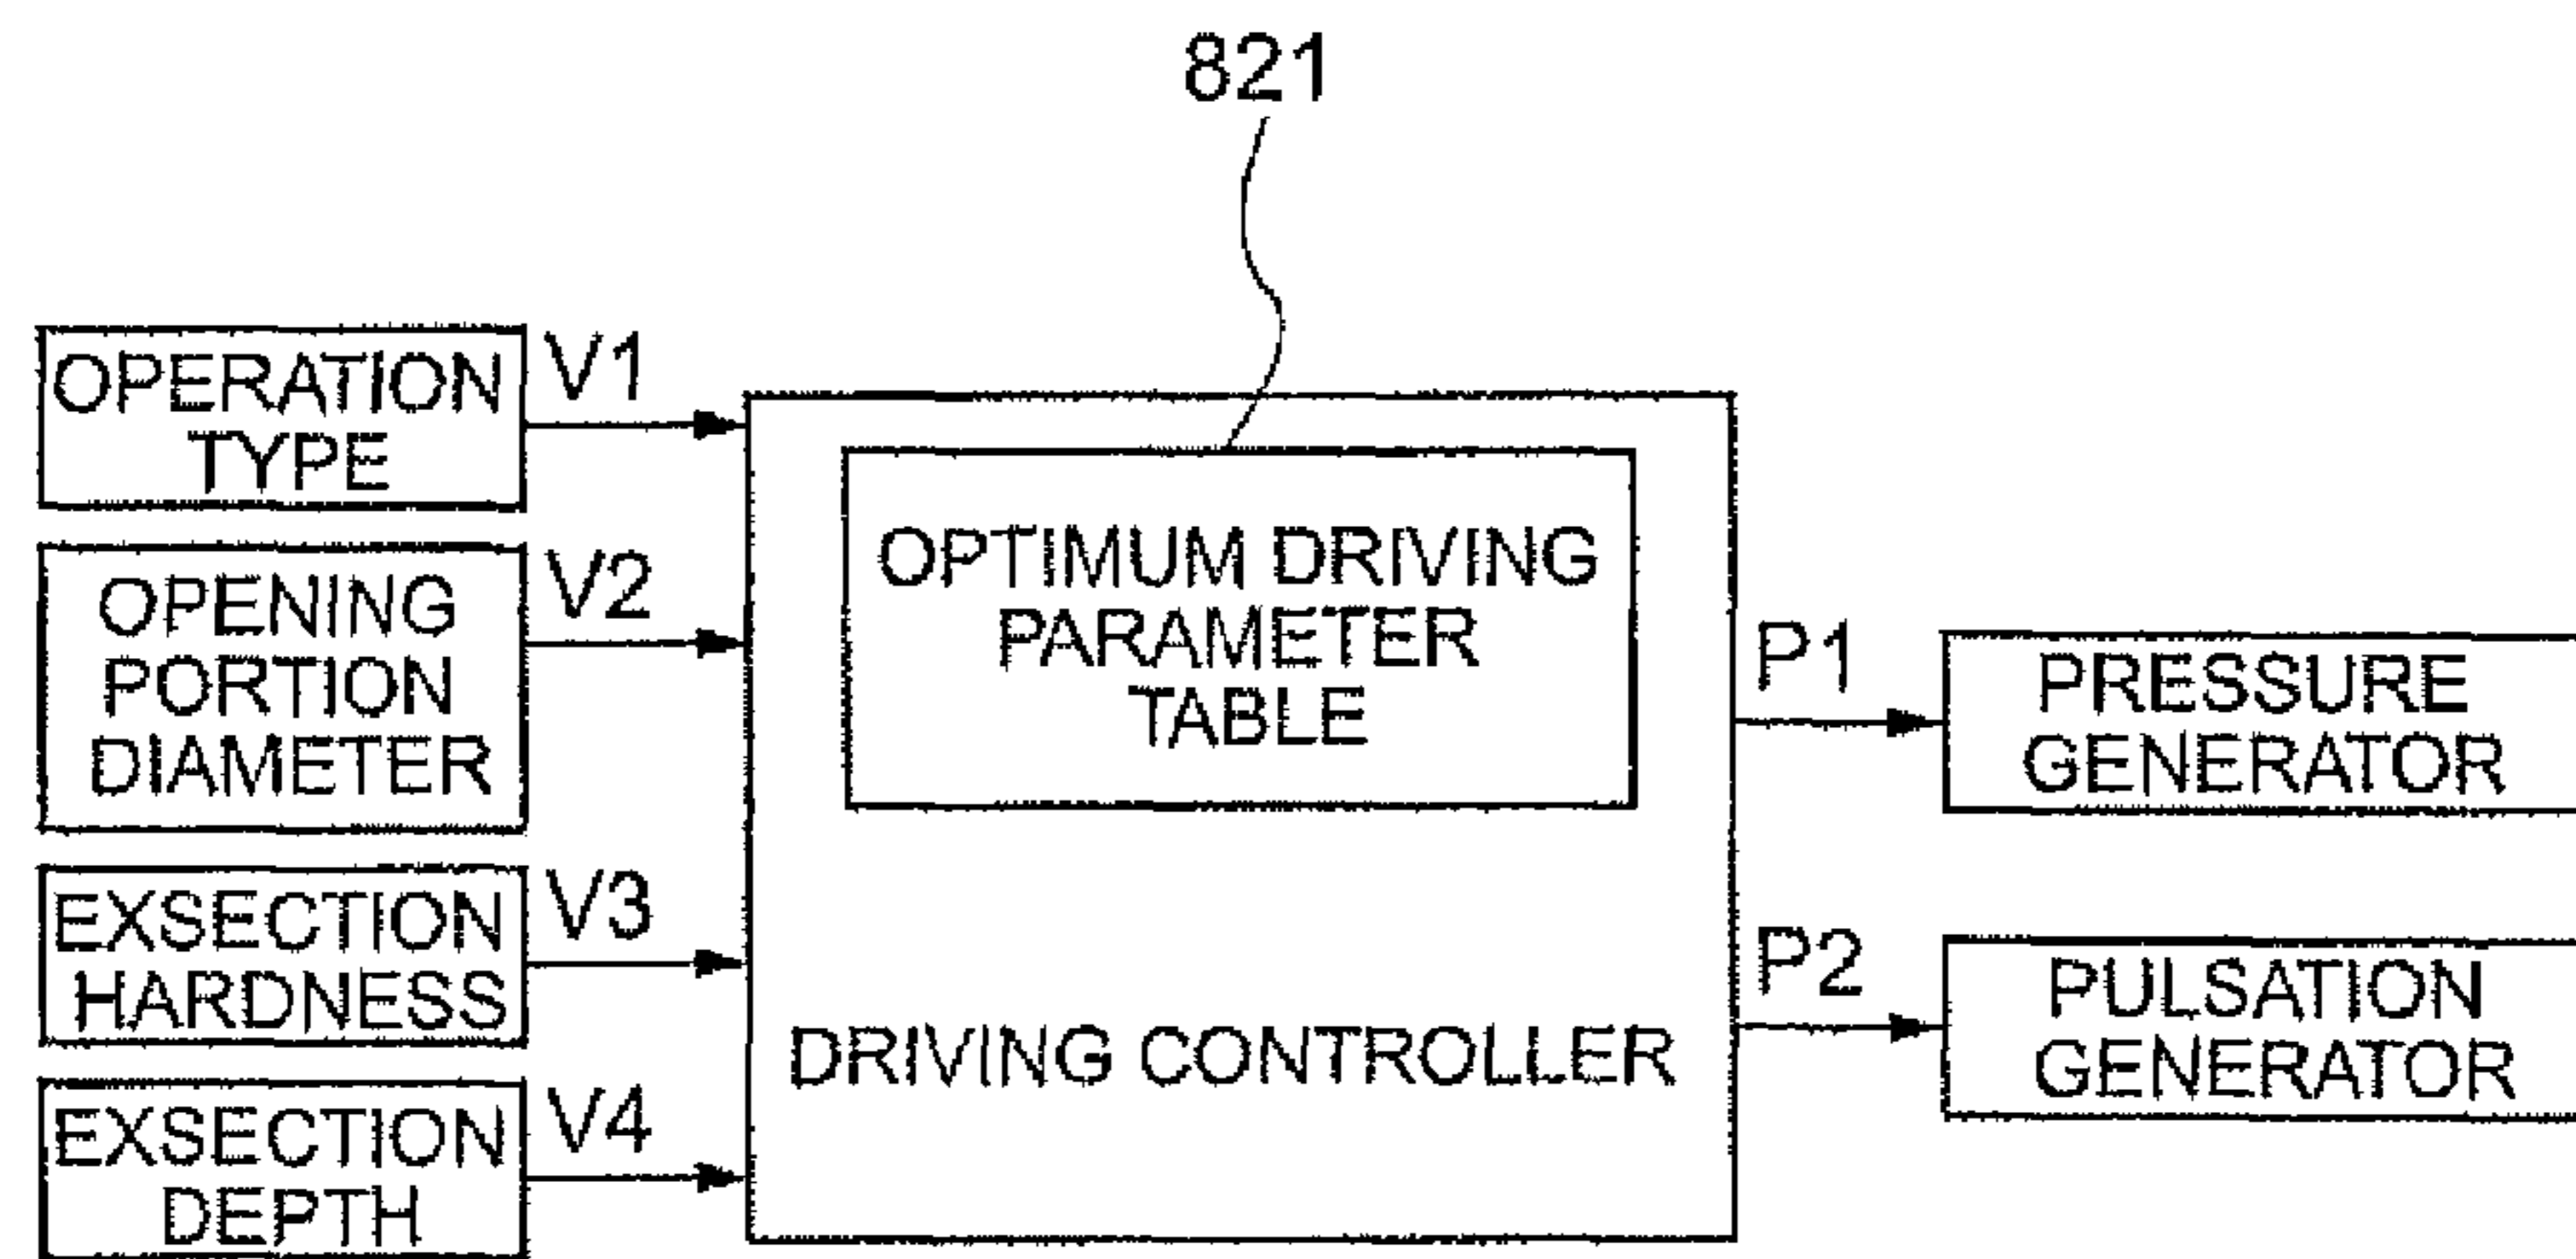 821
OPERATION
TYPE
V1
OPENING
PORTION
DIAMETER
V2
EXSECTION
HARDNESS
V3
EXSECTION
DEPTH
V4
OPTIMUM DRIVING
PARAMETER
TABLE
DRIVING CONTROLLER
P1
PRESSURE
GENERATOR
P2
PULSATION
GENERATOR